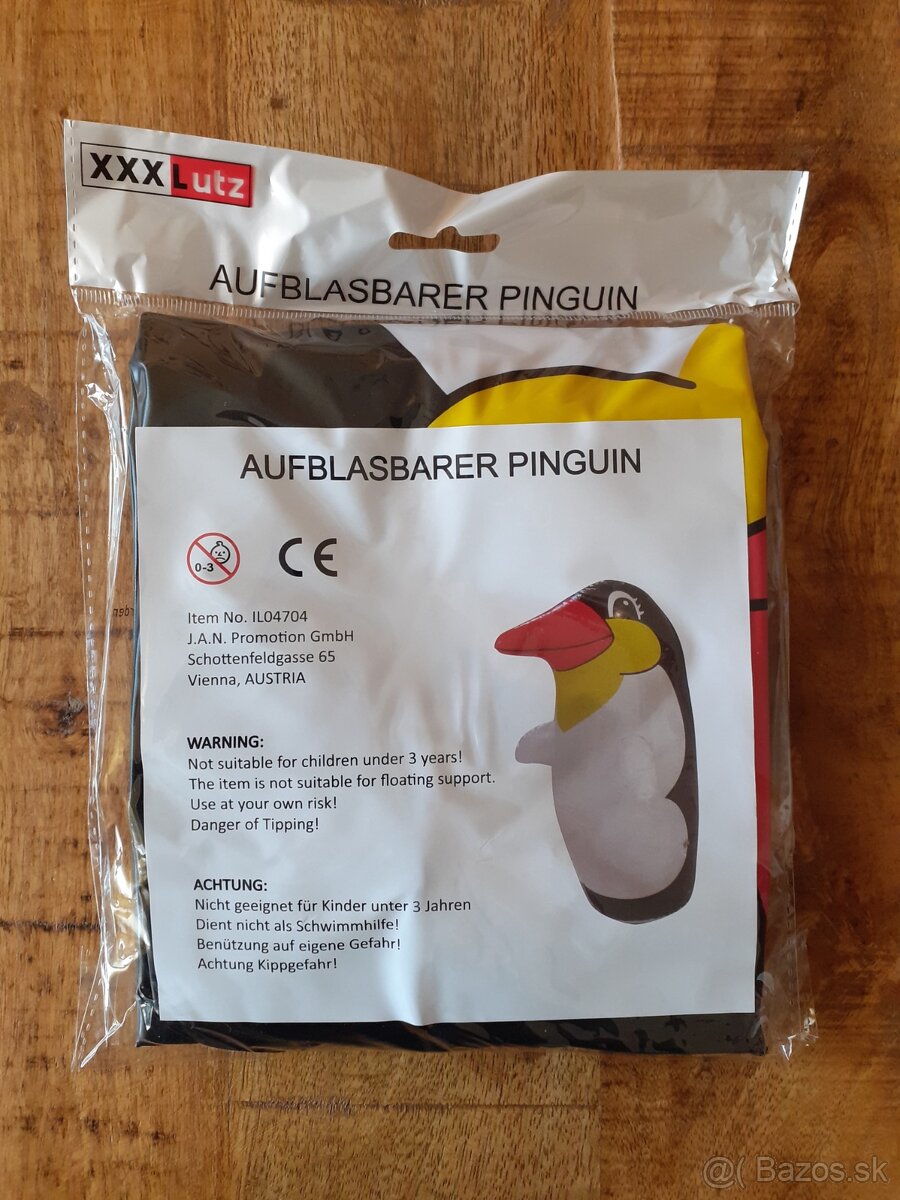 XXXLutz
AUFBLASBARER PINGUIN
AUFBLASBARER PINGUIN
0-3
CE
Item No. IL04704
J.A.N. Promotion GmbH
Schottenfeldgasse 65
Vienna, AUSTRIA
WARNING:
Not suitable for children under 3 years!
The item is not suitable for floating support.
Use at your own risk!
Danger of Tipping!
ACHTUNG:
Nicht geeignet für Kinder unter 3 Jahren
Dient nicht als Schwimmhilfe!
Benützung auf eigene Gefahr!
Achtung Kippgefahr!
@( Bazos.sk